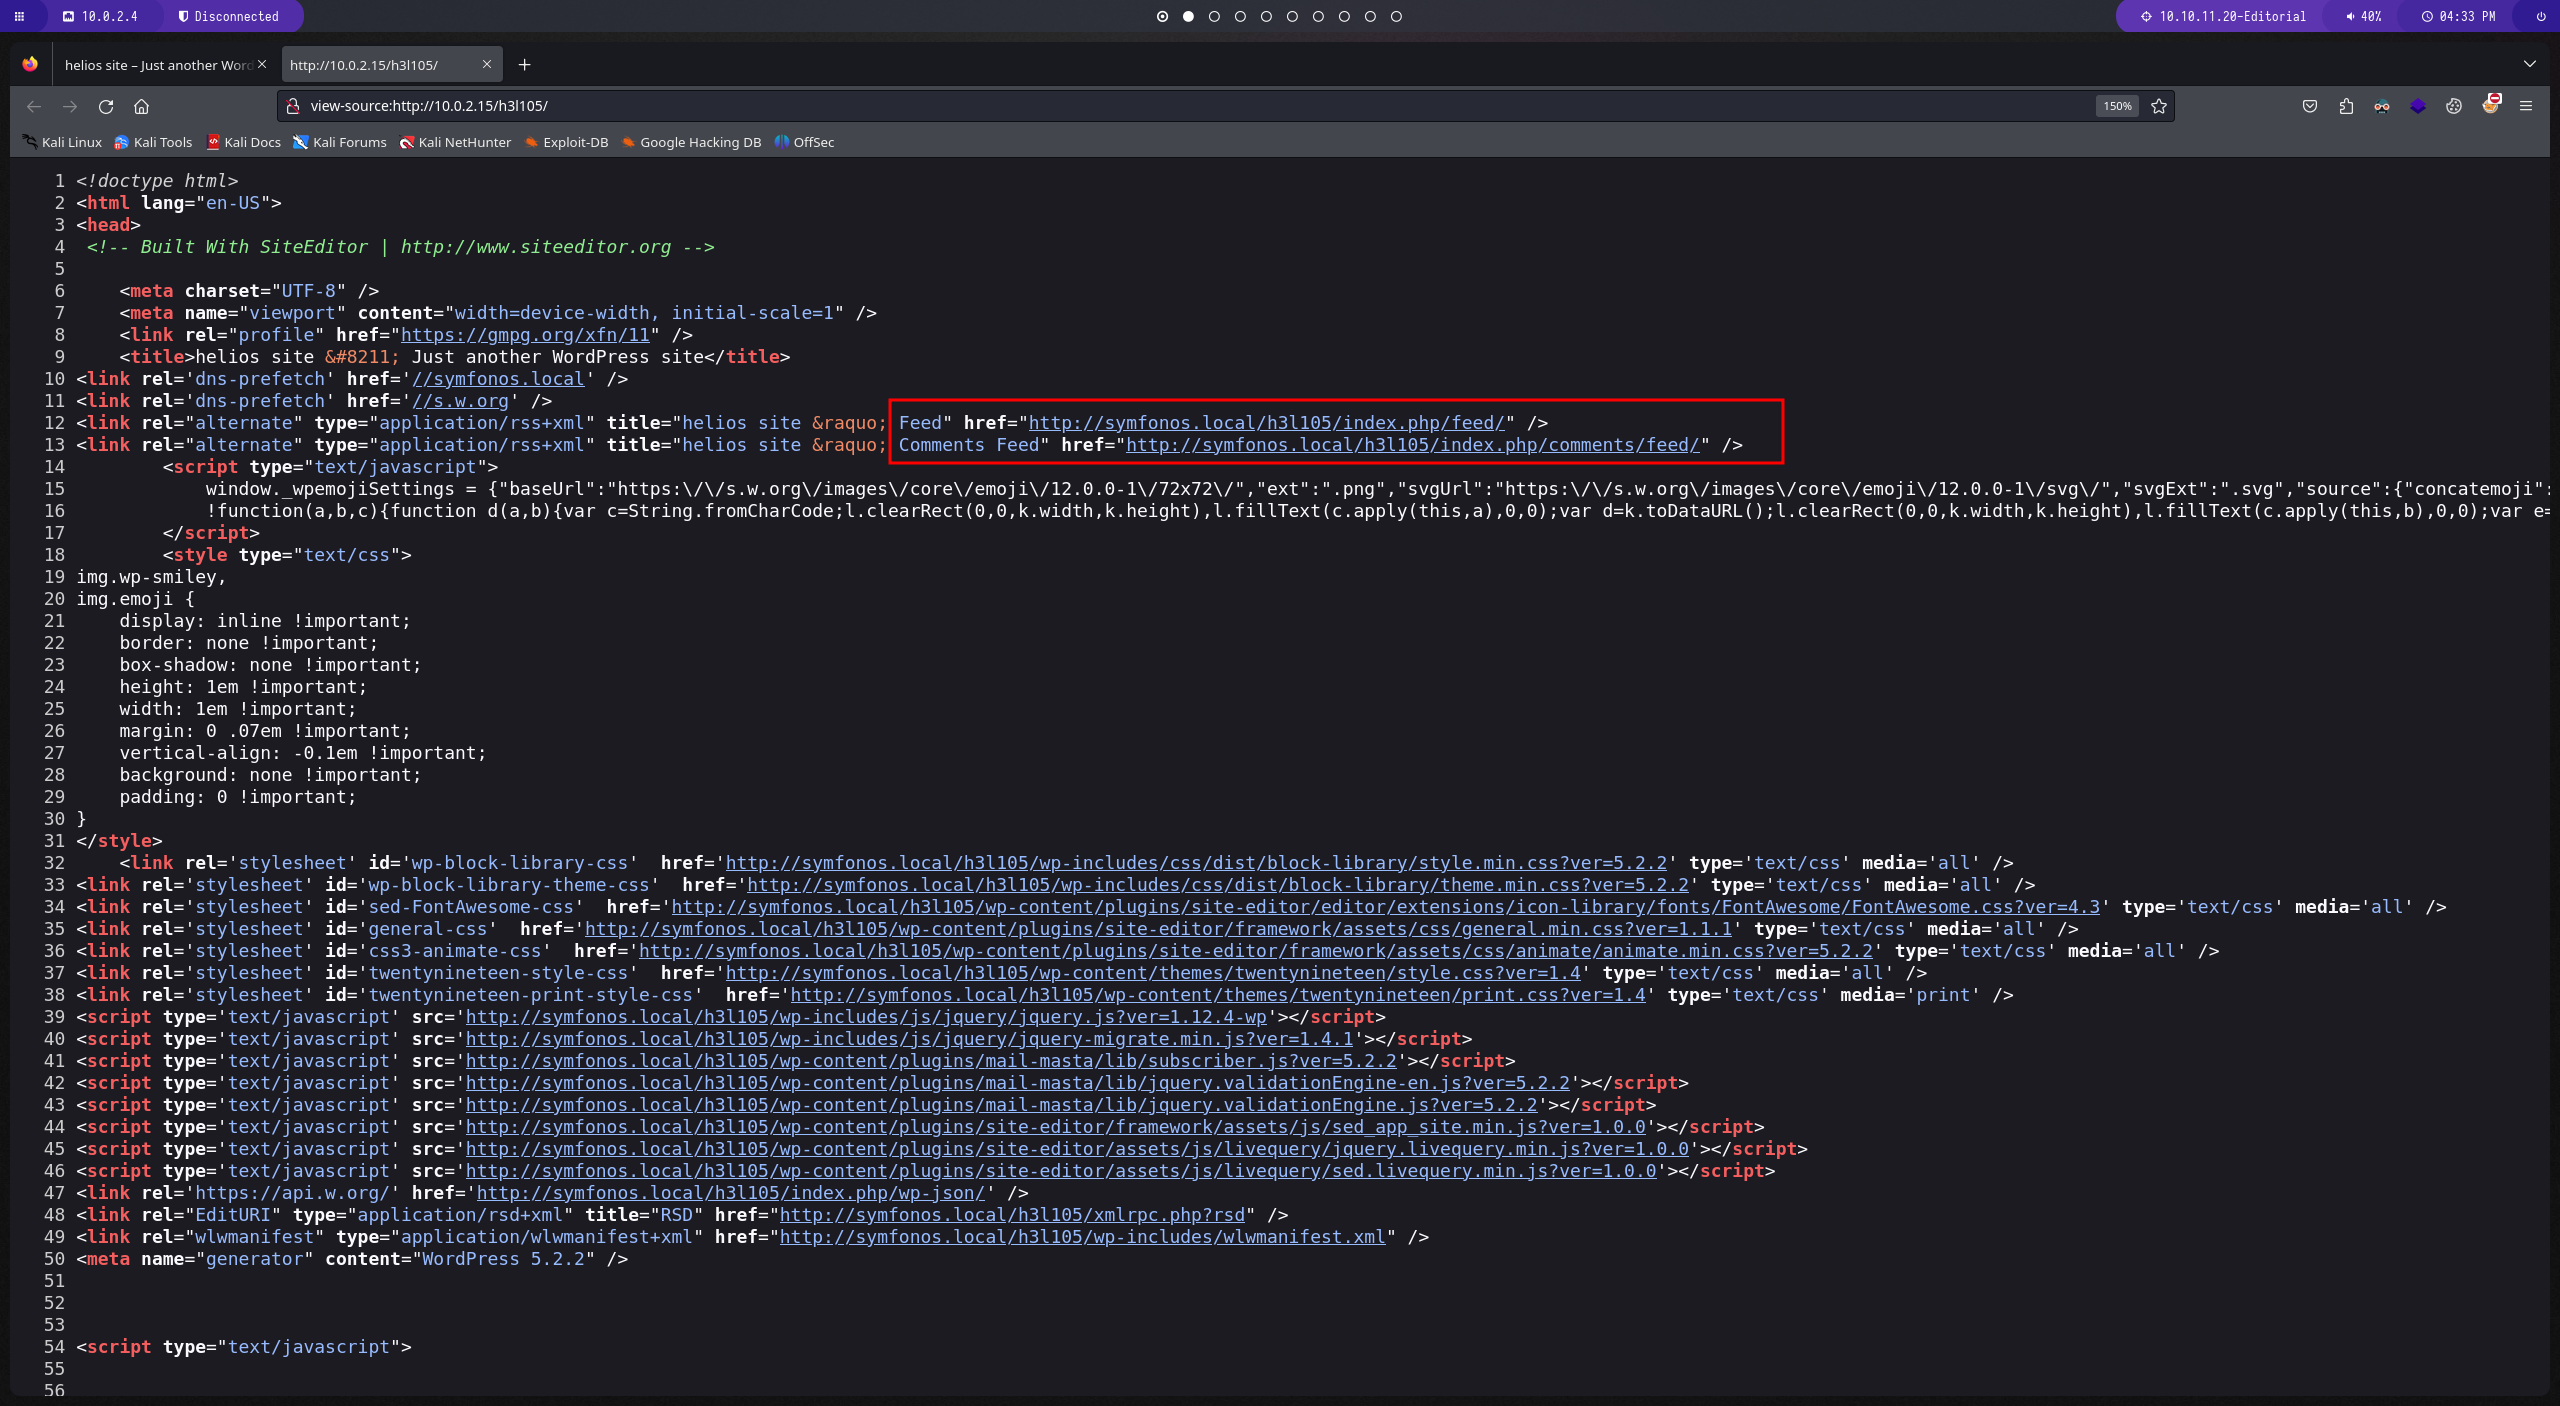 10.0.2.4 Disconnected 10.10.11.20-Editorial 40% 04:33 PM
helios site – Just another Word http://10.0.2.15/h3l105/
view-source:http://10.0.2.15/h3l105/ 150%
Kali Linux Kali Tools Kali Docs Kali Forums Kali NetHunter Exploit-DB Google Hacking DB OffSec
1 <!doctype html>
2 <html lang="en-US">
3 <head>
4 <!-- Built With SiteEditor | http://www.siteeditor.org -->
5
6 <meta charset="UTF-8" />
7 <meta name="viewport" content="width=device-width, initial-scale=1" />
8 <link rel="profile" href="https://gmpg.org/xfn/11" />
9 <title>helios site &#8211; Just another WordPress site</title>
10 <link rel='dns-prefetch' href='//symfonos.local' />
11 <link rel='dns-prefetch' href='//s.w.org' />
12 <link rel="alternate" type="application/rss+xml" title="helios site &raquo; Feed" href="http://symfonos.local/h3l105/index.php/feed/" />
13 <link rel="alternate" type="application/rss+xml" title="helios site &raquo; Comments Feed" href="http://symfonos.local/h3l105/index.php/comments/feed/" />
14 <script type="text/javascript">
15 window._wpemojiSettings = {"baseUrl":"https:\/\/s.w.org\/images\/core\/emoji\/12.0.0-1\/72x72\/","ext":".png","svgUrl":"https:\/\/s.w.org\/images\/core\/emoji\/12.0.0-1\/svg\/","svgExt":".svg","source":{"concatemoji":
16 !function(a,b,c){function d(a,b){var c=String.fromCharCode;l.clearRect(0,0,k.width,k.height),l.fillText(c.apply(this,a),0,0);var d=k.toDataURL();l.clearRect(0,0,k.width,k.height),l.fillText(c.apply(this,b),0,0);var e=
17 </script>
18 <style type="text/css">
19 img.wp-smiley,
20 img.emoji {
21 display: inline !important;
22 border: none !important;
23 box-shadow: none !important;
24 height: 1em !important;
25 width: 1em !important;
26 margin: 0 .07em !important;
27 vertical-align: -0.1em !important;
28 background: none !important;
29 padding: 0 !important;
30 }
31 </style>
32 <link rel='stylesheet' id='wp-block-library-css'  href='http://symfonos.local/h3l105/wp-includes/css/dist/block-library/style.min.css?ver=5.2.2' type='text/css' media='all' />
33 <link rel='stylesheet' id='wp-block-library-theme-css'  href='http://symfonos.local/h3l105/wp-includes/css/dist/block-library/theme.min.css?ver=5.2.2' type='text/css' media='all' />
34 <link rel='stylesheet' id='sed-FontAwesome-css'  href='http://symfonos.local/h3l105/wp-content/plugins/site-editor/editor/extensions/icon-library/fonts/FontAwesome/FontAwesome.css?ver=4.3' type='text/css' media='all' />
35 <link rel='stylesheet' id='general-css'  href='http://symfonos.local/h3l105/wp-content/plugins/site-editor/framework/assets/css/general.min.css?ver=1.1.1' type='text/css' media='all' />
36 <link rel='stylesheet' id='css3-animate-css'  href='http://symfonos.local/h3l105/wp-content/plugins/site-editor/framework/assets/css/animate/animate.min.css?ver=5.2.2' type='text/css' media='all' />
37 <link rel='stylesheet' id='twentynineteen-style-css'  href='http://symfonos.local/h3l105/wp-content/themes/twentynineteen/style.css?ver=1.4' type='text/css' media='all' />
38 <link rel='stylesheet' id='twentynineteen-print-style-css'  href='http://symfonos.local/h3l105/wp-content/themes/twentynineteen/print.css?ver=1.4' type='text/css' media='print' />
39 <script type='text/javascript' src='http://symfonos.local/h3l105/wp-includes/js/jquery/jquery.js?ver=1.12.4-wp'></script>
40 <script type='text/javascript' src='http://symfonos.local/h3l105/wp-includes/js/jquery/jquery-migrate.min.js?ver=1.4.1'></script>
41 <script type='text/javascript' src='http://symfonos.local/h3l105/wp-content/plugins/mail-masta/lib/subscriber.js?ver=5.2.2'></script>
42 <script type='text/javascript' src='http://symfonos.local/h3l105/wp-content/plugins/mail-masta/lib/jquery.validationEngine-en.js?ver=5.2.2'></script>
43 <script type='text/javascript' src='http://symfonos.local/h3l105/wp-content/plugins/mail-masta/lib/jquery.validationEngine.js?ver=5.2.2'></script>
44 <script type='text/javascript' src='http://symfonos.local/h3l105/wp-content/plugins/site-editor/framework/assets/js/sed_app_site.min.js?ver=1.0.0'></script>
45 <script type='text/javascript' src='http://symfonos.local/h3l105/wp-content/plugins/site-editor/assets/js/livequery/jquery.livequery.min.js?ver=1.0.0'></script>
46 <script type='text/javascript' src='http://symfonos.local/h3l105/wp-content/plugins/site-editor/assets/js/livequery/sed.livequery.min.js?ver=1.0.0'></script>
47 <link rel='https://api.w.org/' href='http://symfonos.local/h3l105/index.php/wp-json/' />
48 <link rel="EditURI" type="application/rsd+xml" title="RSD" href="http://symfonos.local/h3l105/xmlrpc.php?rsd" />
49 <link rel="wlwmanifest" type="application/wlwmanifest+xml" href="http://symfonos.local/h3l105/wp-includes/wlwmanifest.xml" />
50 <meta name="generator" content="WordPress 5.2.2" />
51
52
53
54 <script type="text/javascript">
55
56